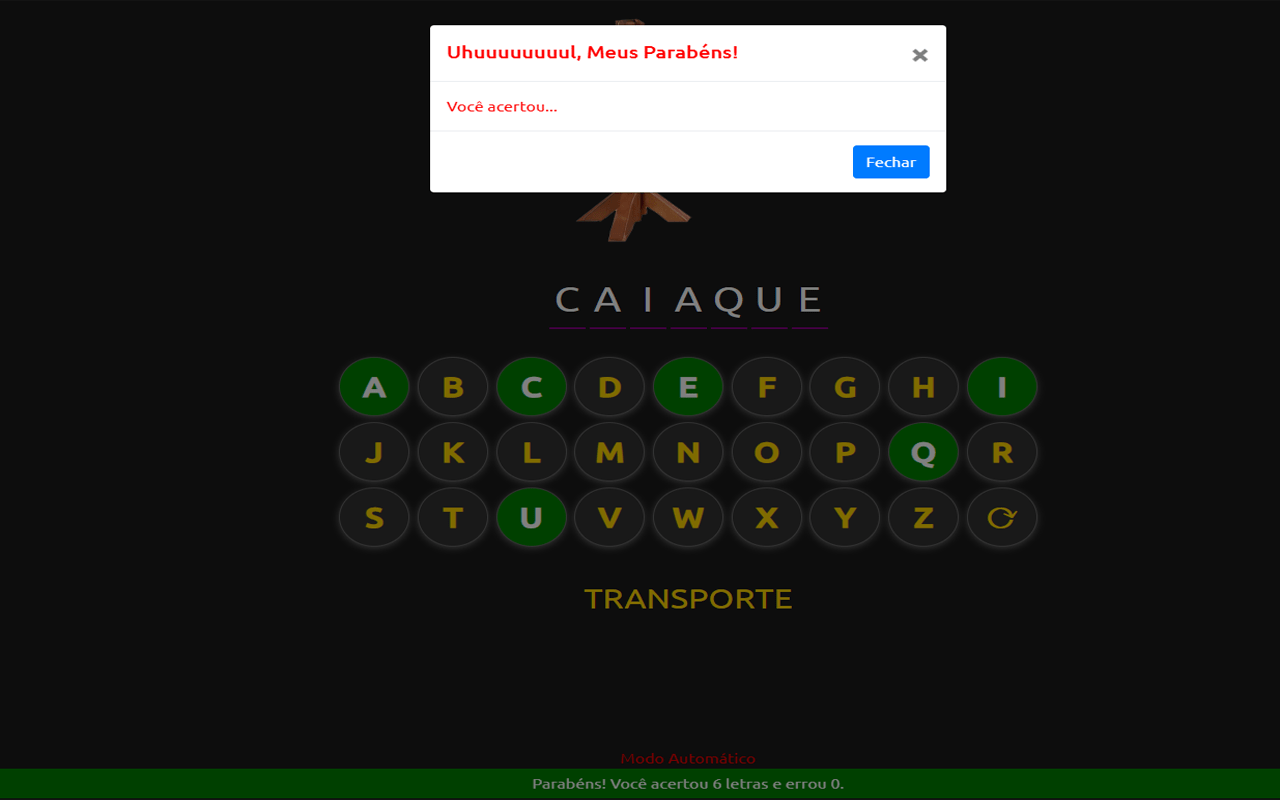 Uhuuuuuuuul, Meus Parabéns!
×
Você acertou...
Fechar
C A I A Q U E
A B C D E F G H I
J K L M N O P Q R
S T U V W X Y Z
TRANSPORTE
Modo Automático
Parabéns! Você acertou 6 letras e errou 0.